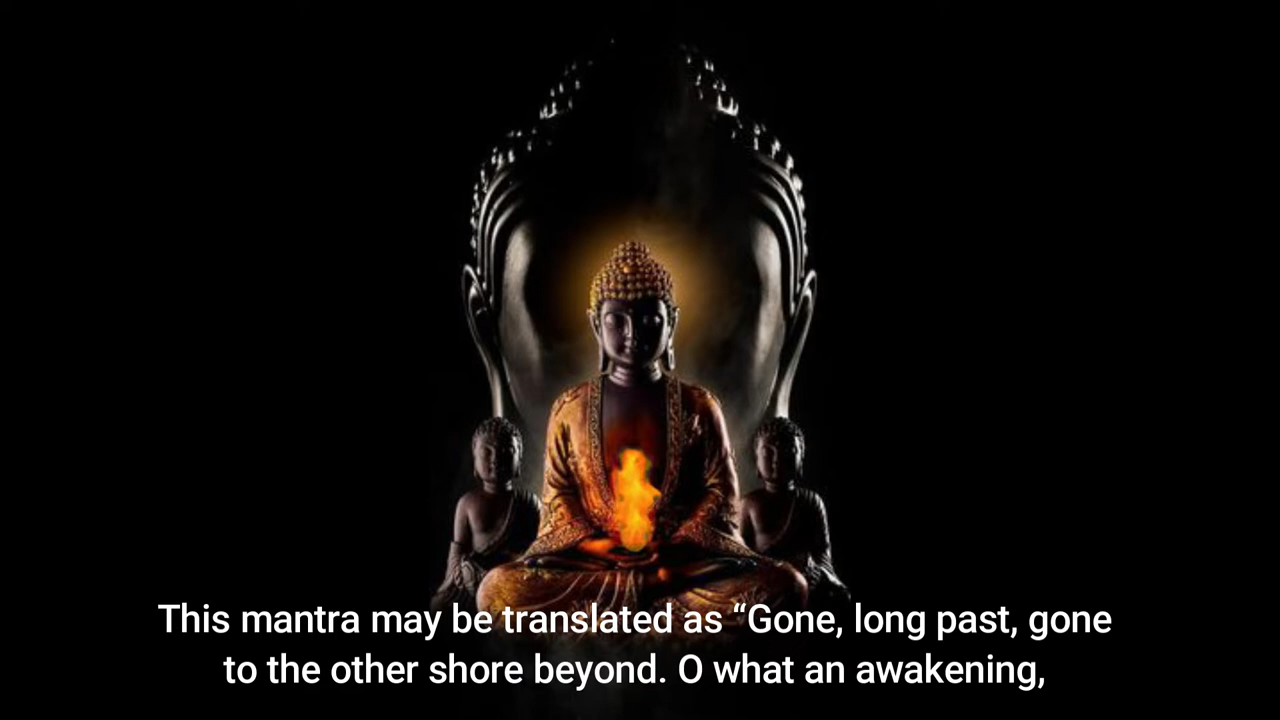 This mantra may be translated as “Gone, long past, gone
to the other shore beyond. O what an awakening,